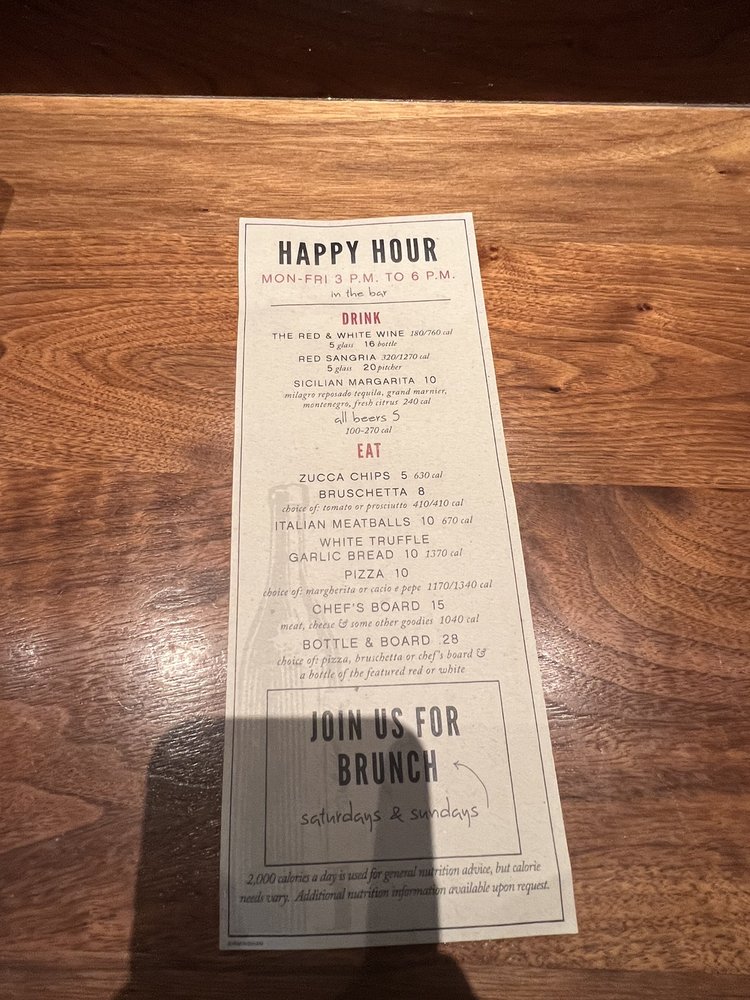 HAPPY HOUR
MON-FRI 3 P.M. TO 6 P.M.
in the bar
DRINK
THE RED & WHITE WINE 180/760 cal
5 glass 16 bottle
RED SANGRIA 320/1270 cal
5 glass 20 pitcher
SICILIAN MARGARITA 10
milagro reposado tequila, grand marnier,
montenegro, fresh citrus 240 cal
all beers 5
100-270 cal
EAT
ZUCCA CHIPS 5 630 cal
BRUSCHETTA 8
choice of: tomato or prosciutto 410/410 cal
ITALIAN MEATBALLS 10 670 cal
WHITE TRUFFLE
GARLIC BREAD 10 1370 cal
PIZZA 10
choice of: margherita or cacio e pepe 1170/1340 cal
CHEF'S BOARD 15
meat, cheese & some other goodies 1040 cal
BOTTLE & BOARD 28
choice of: pizza, bruschetta or chef's board &
a bottle of the featured red or white
JOIN US FOR
BRUNCH
saturdays & sundays
2,000 calories a day is used for general nutrition advice, but calorie
needs vary. Additional nutrition information available upon request.